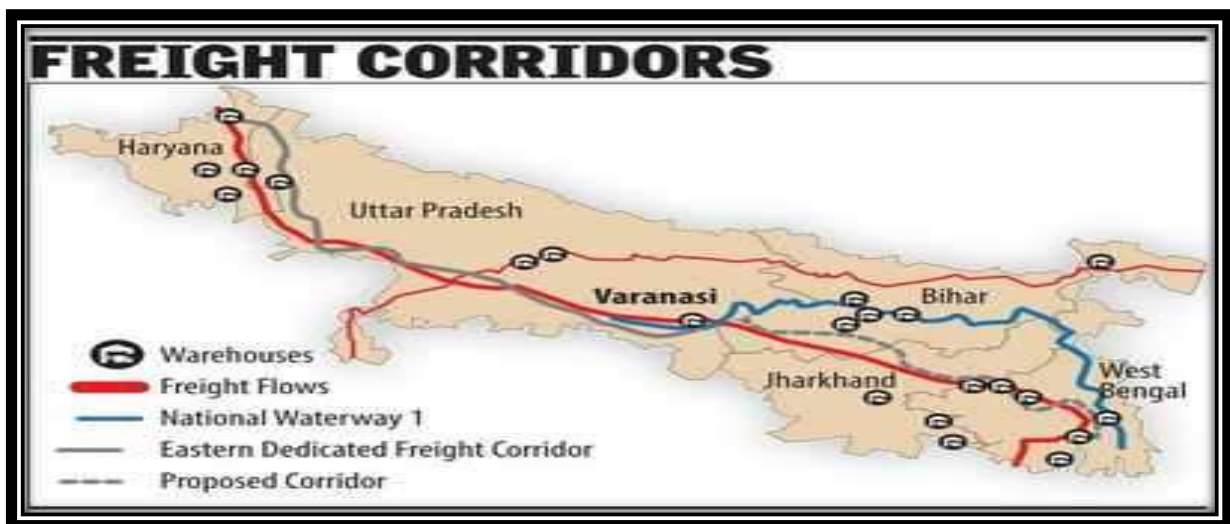 FREIGHT CORRIDORS
Haryana
Uttar Pradesh
Varanasi
Bihar
Jharkhand
West
Bengal
Warehouses
Freight Flows
National Waterway 1
Eastern Dedicated Freight Corridor
Proposed Corridor